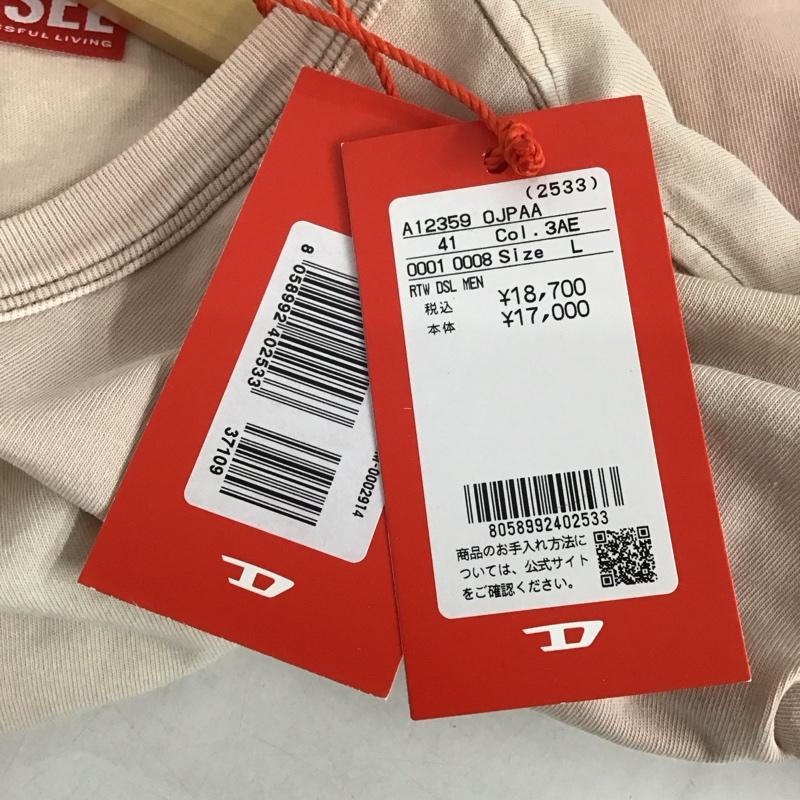 SEL
SSFUL LIVING
(2533)
A12359 0JPAA
41 Col.3AE
0001 0008 Size L
RTW DSL MEN
税込 ¥18,700
本体 ¥17,000
8058992402533
商品のお手入れ方法に
ついては、公式サイト
をご確認ください。
8 058992 402533
37109
-0002914